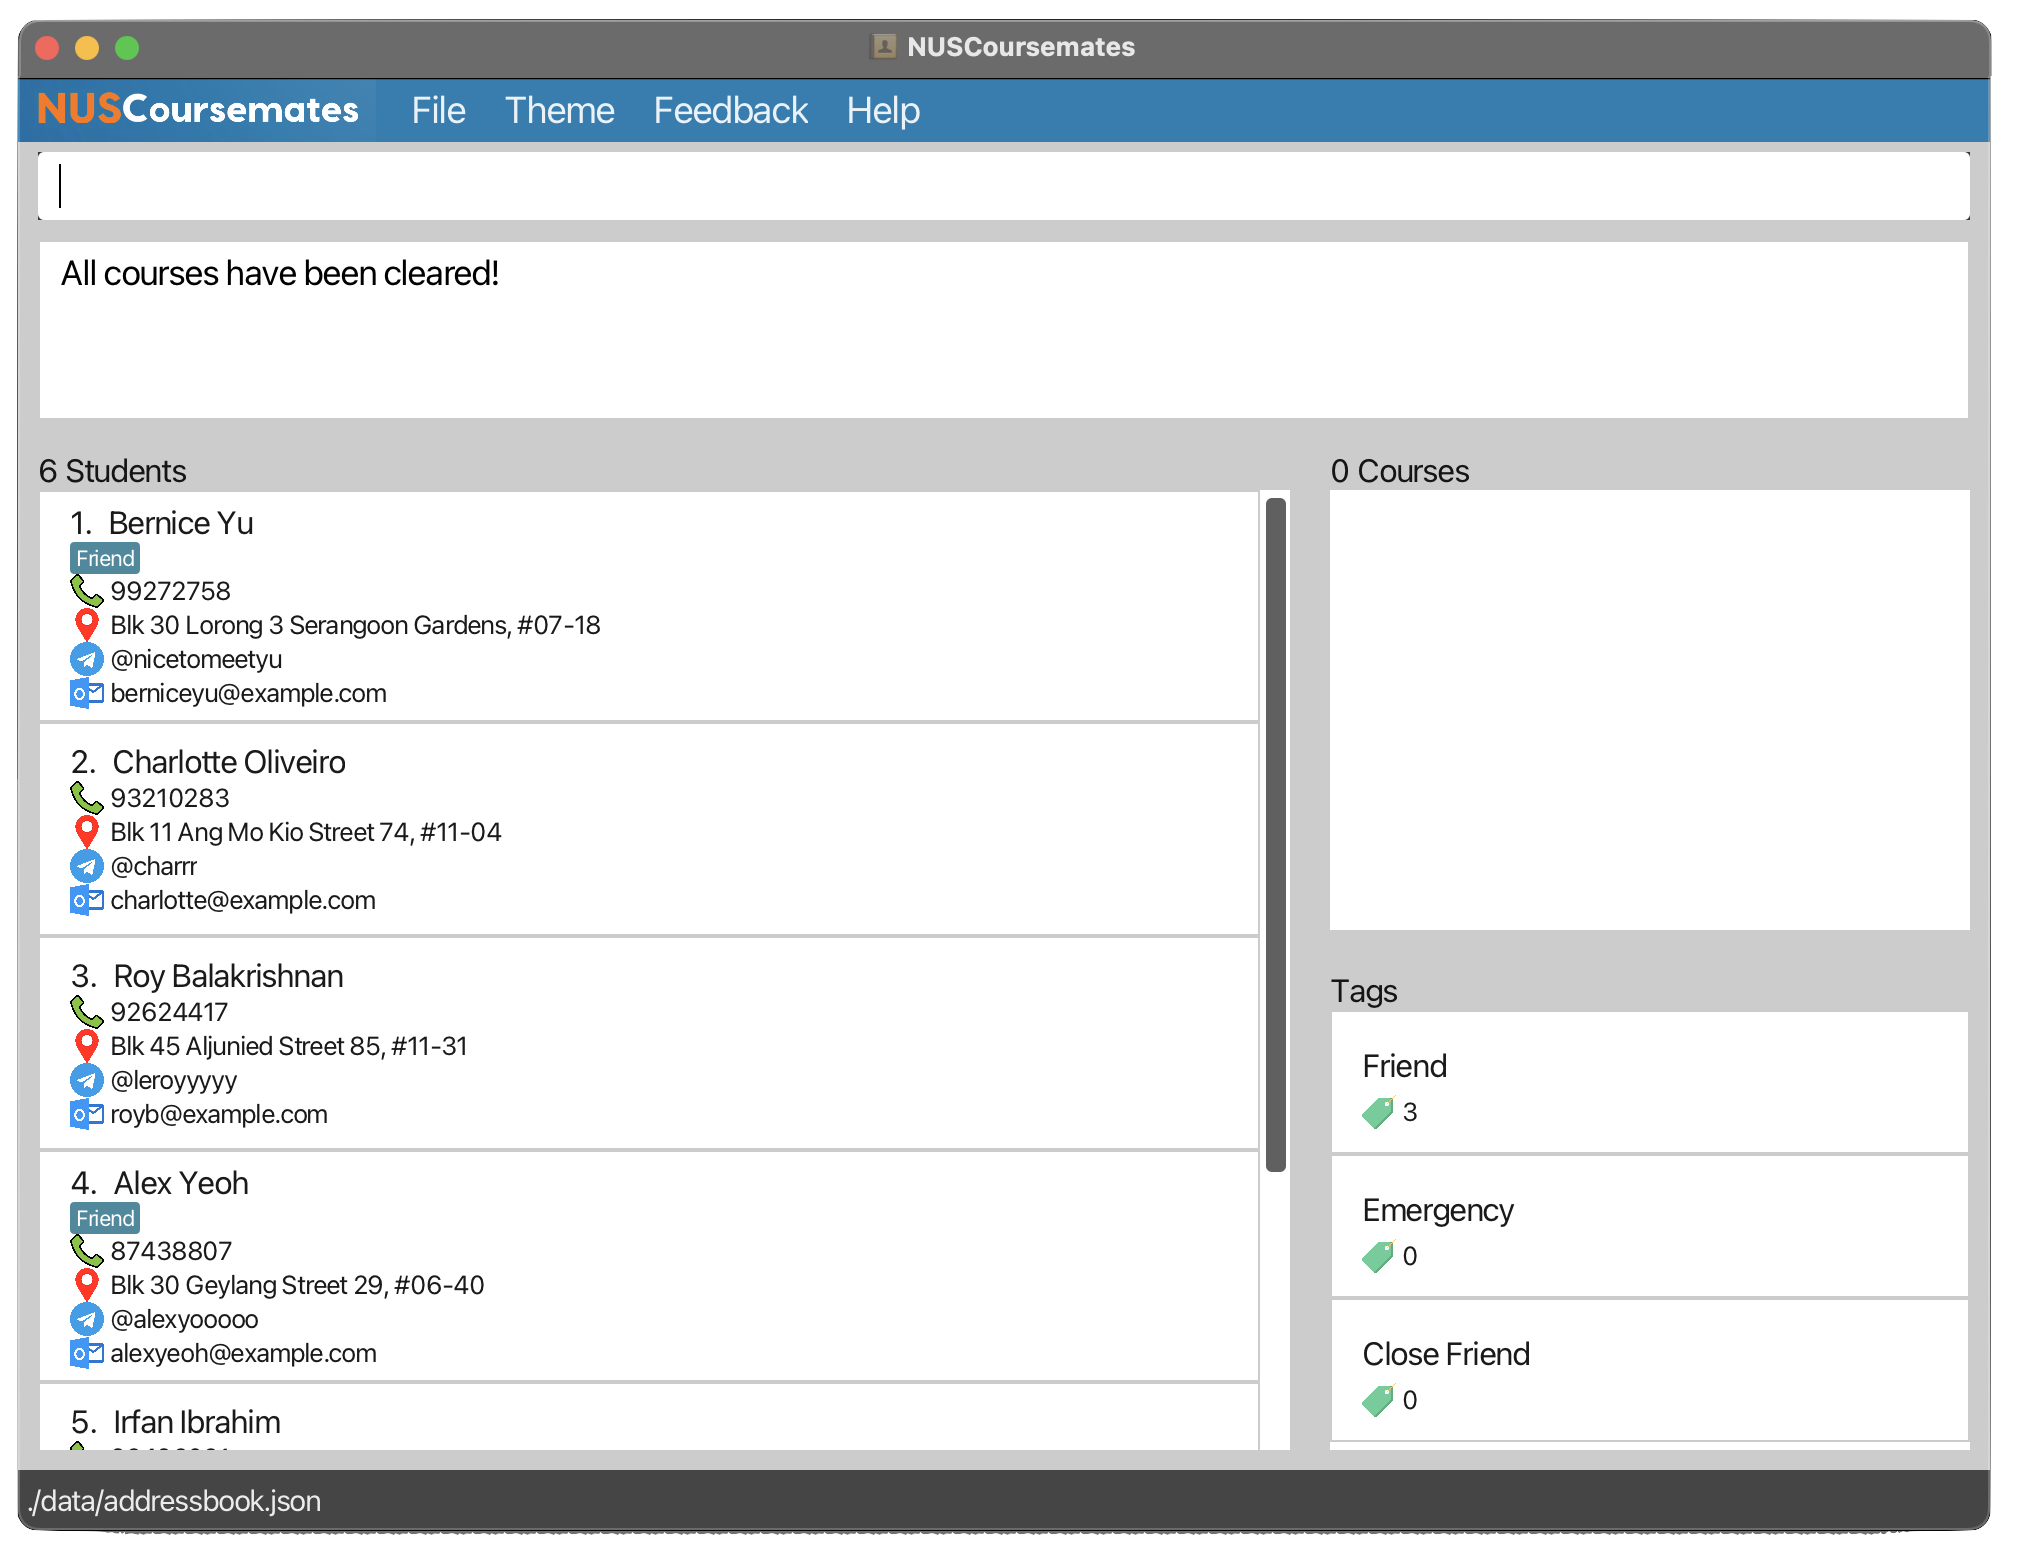 NUSCoursemates
NUSCoursemates File Theme Feedback Help
All courses have been cleared!
6 Students
1. Bernice Yu
Friend
99272758
Blk 30 Lorong 3 Serangoon Gardens, #07-18
@nicetomeetyu
berniceyu@example.com
2. Charlotte Oliveiro
93210283
Blk 11 Ang Mo Kio Street 74, #11-04
@charrr
charlotte@example.com
3. Roy Balakrishnan
92624417
Blk 45 Aljunied Street 85, #11-31
@leroyyyyy
royb@example.com
4. Alex Yeoh
Friend
87438807
Blk 30 Geylang Street 29, #06-40
@alexyooooo
alexyeoh@example.com
5. Irfan Ibrahim
0 Courses
Tags
Friend
3
Emergency
0
Close Friend
0
./data/addressbook.json